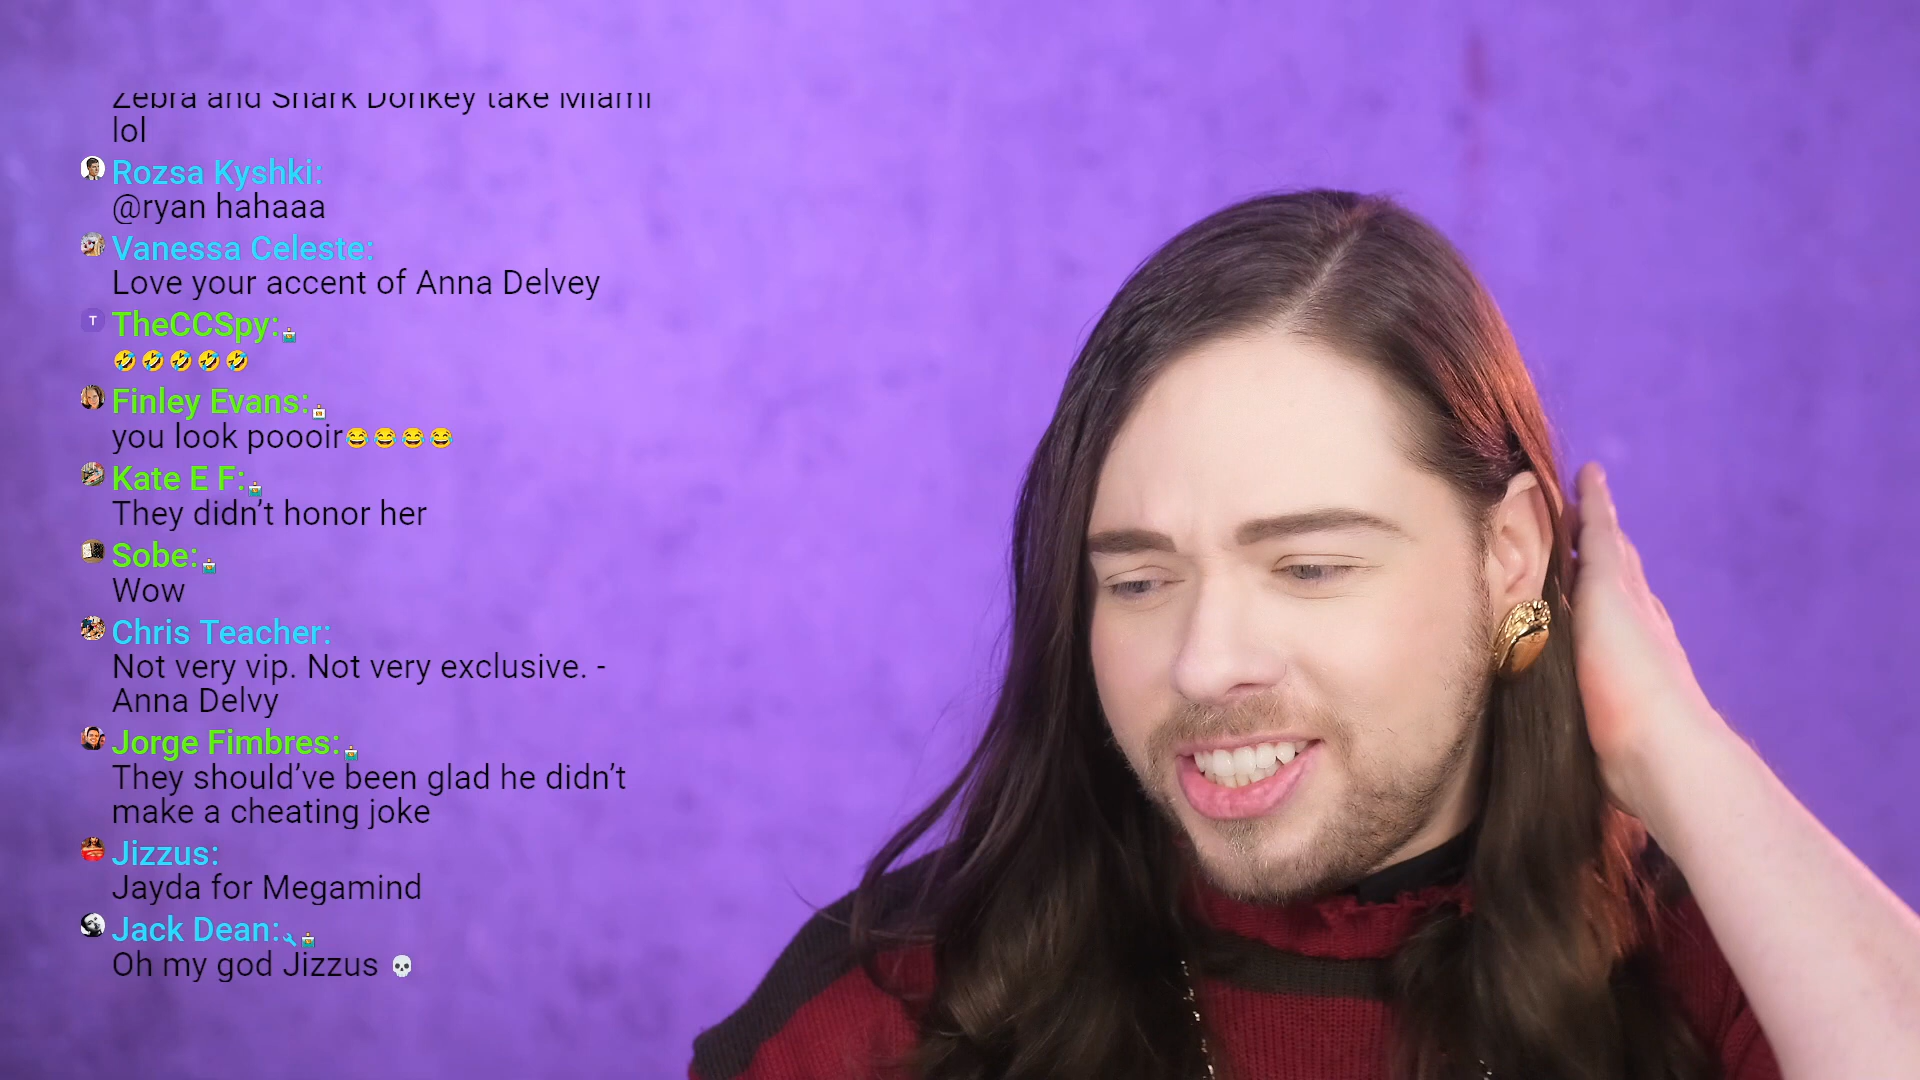 Zebra and Shark Donkey take Miami
lol
Rozsa Kyshki:
@ryan hahaaa
Vanessa Celeste:
Love your accent of Anna Delvey
T TheCCSpy:
🤣🤣🤣🤣🤣
Finley Evans:
you look poooir😂😂😂😂
Kate E F:
They didn’t honor her
Sobe:
Wow
Chris Teacher:
Not very vip. Not very exclusive. -
Anna Delvy
Jorge Fimbres:
They should’ve been glad he didn’t
make a cheating joke
Jizzus:
Jayda for Megamind
Jack Dean:
Oh my god Jizzus 💀